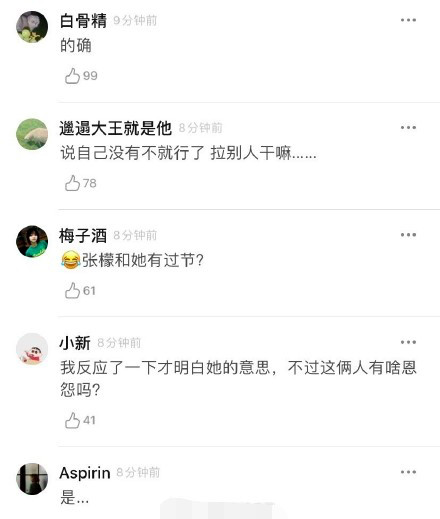 白骨精 9分钟前
的确
99
邋遢大王就是他 8分钟前
说自己没有不就行了 拉别人干嘛......
78
梅子酒 8分钟前
😂张檬和她有过节?
61
小新 8分钟前
我反应了一下才明白她的意思，不过这俩人有啥恩
怨吗?
41
Aspirin 8分钟前
是...